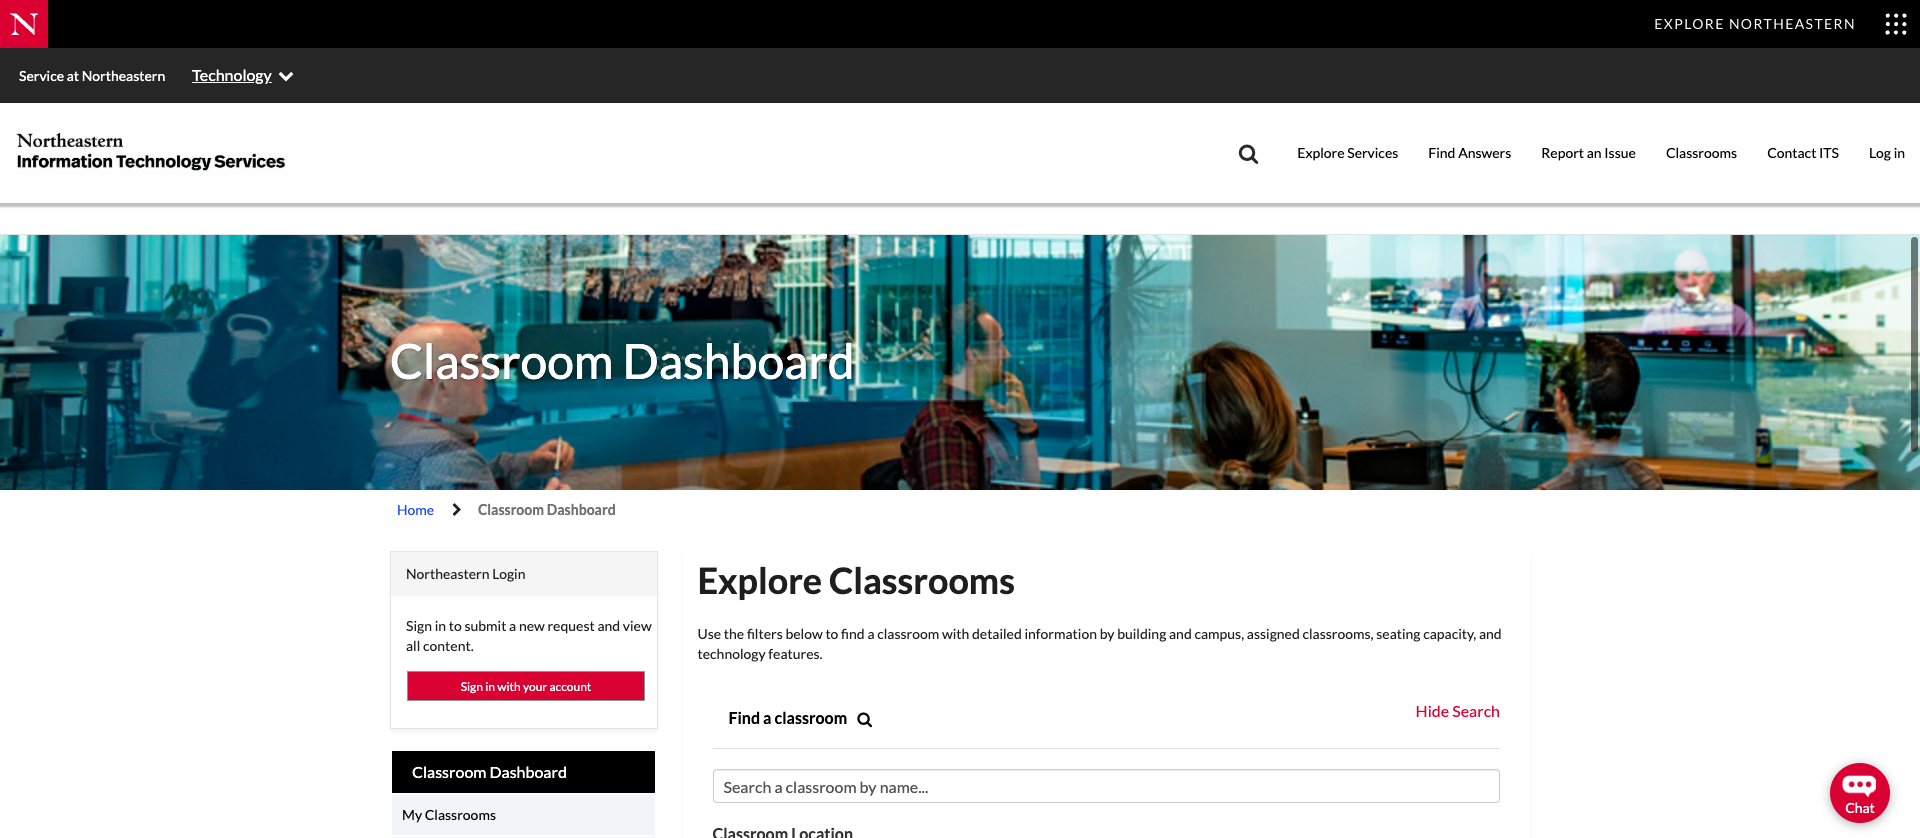 N
EXPLORE NORTHEASTERN
Service at Northeastern
Technology
Northeastern
Information Technology Services
Explore Services
Find Answers
Report an Issue
Classrooms
Contact ITS
Log in
Classroom Dashboard
Home
Classroom Dashboard
Northeastern Login
Sign in to submit a new request and view
all content.
Sign in with your account
Classroom Dashboard
My Classrooms
Explore Classrooms
Use the filters below to find a classroom with detailed information by building and campus, assigned classrooms, seating capacity, and
technology features.
Find a classroom
Hide Search
Search a classroom by name...
Classroom Location
Chat